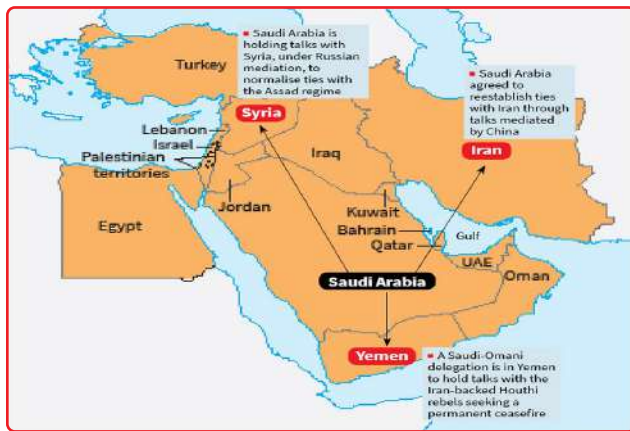 ▪ Saudi Arabia is
holding talks with
Syria, under Russian
mediation, to
normalise ties with
the Assad regime
Turkey
▪ Saudi Arabia
agreed to
reestablish ties
with Iran through
talks mediated
by China
Syria
Lebanon
Israel
Palestinian
territories
Iraq
Iran
Jordan
Egypt
Kuwait
Bahrain
Qatar
Gulf
UAE
Oman
Saudi Arabia
Yemen
▪ A Saudi-Omani
delegation is in Yemen
to hold talks with the
Iran-backed Houthi
rebels seeking a
permanent ceasefire